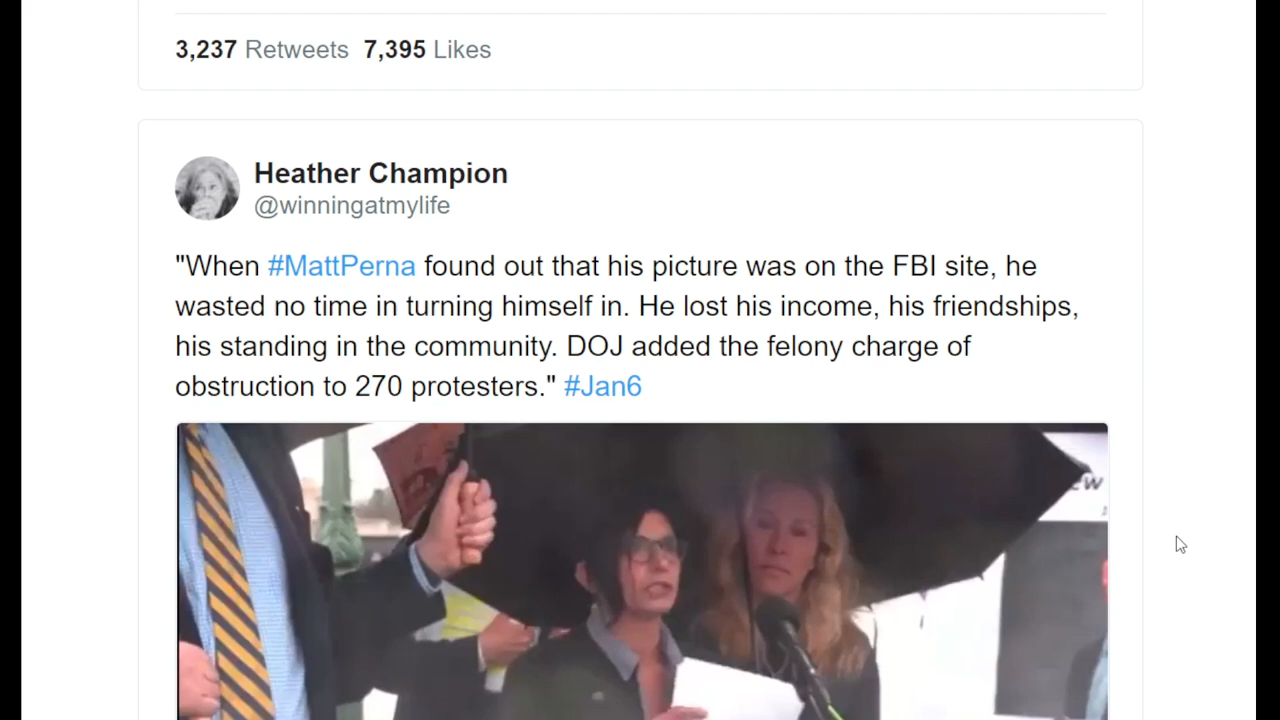 3,237 Retweets 7,395 Likes
Heather Champion
@winningatmylife
"When #MattPerna found out that his picture was on the FBI site, he
wasted no time in turning himself in. He lost his income, his friendships,
his standing in the community. DOJ added the felony charge of
obstruction to 270 protesters." #Jan6